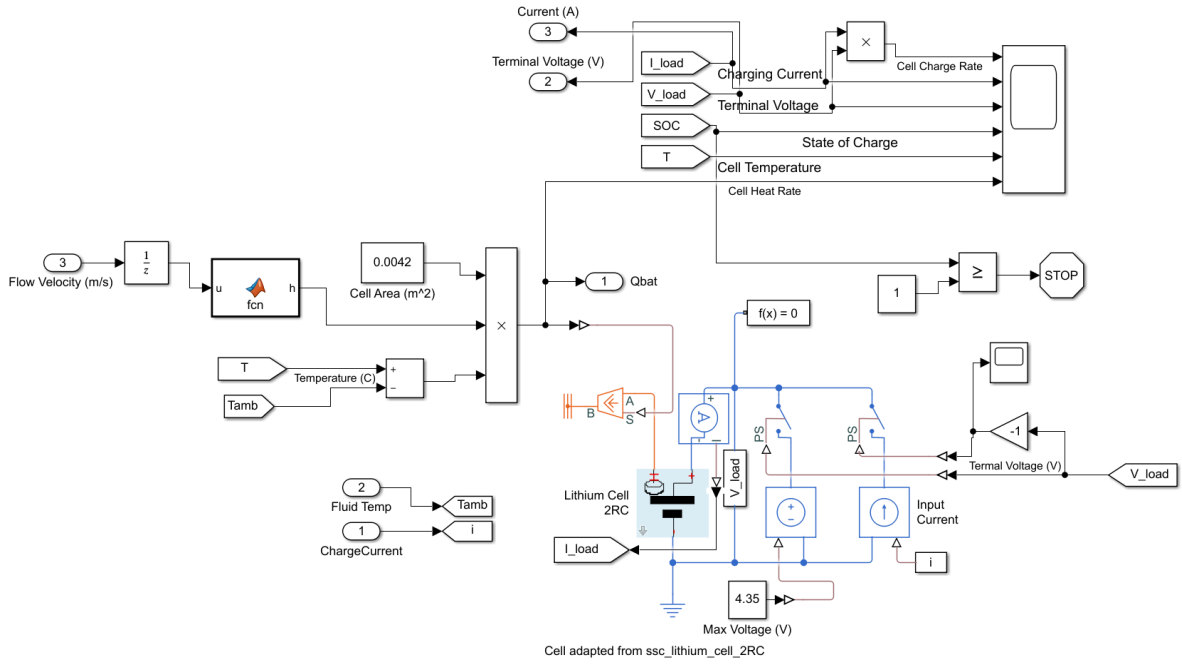 Current (A)
3
Terminal Voltage (V)
2
I_load
V_load
SOC
T
Charging Current
Terminal Voltage
State of Charge
Cell Temperature
Cell Heat Rate
×
Cell Charge Rate
3
Flow Velocity (m/s)
1
z
u
h
fcn
0.0042
Cell Area (m^2)
×
1
Qbat
T
Temperature (C)
Tamb
+
−
1
≥
STOP
f(x) = 0
B
A
S
+
A
−
PS
PS
-1
Termal Voltage (V)
V_load
V_load
Lithium Cell
2RC
+
+
−
Input
Current
i
2
Fluid Temp
Tamb
1
ChargeCurrent
i
I_load
4.35
Max Voltage (V)
Cell adapted from ssc_lithium_cell_2RC